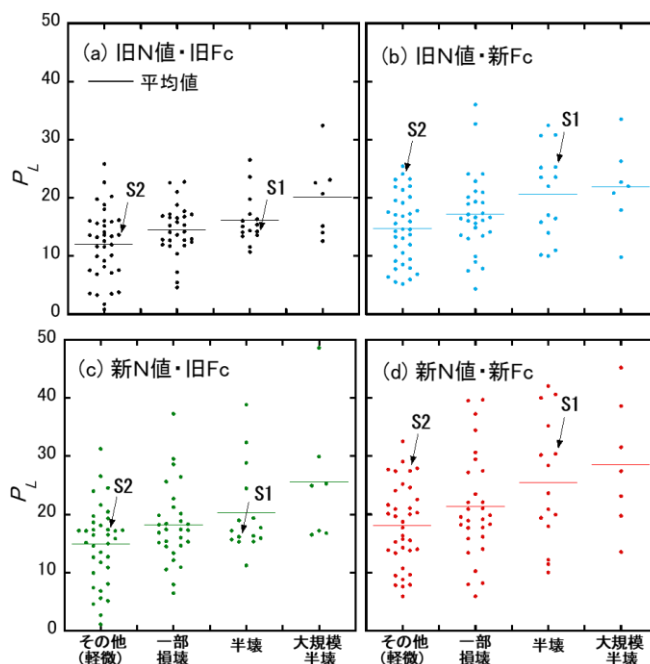 50
40
30
20
10
0
P_L
(a) 旧N値・旧Fc
平均値
S2
S1
(b) 旧N値・新Fc
S2
S1
50
40
30
20
10
0
P_L
(c) 新N値・旧Fc
S2
S1
(d) 新N値・新Fc
S2
S1
その他
(軽微)
一部
損壊
半壊
大規模
半壊
その他
(軽微)
一部
損壊
半壊
大規模
半壊